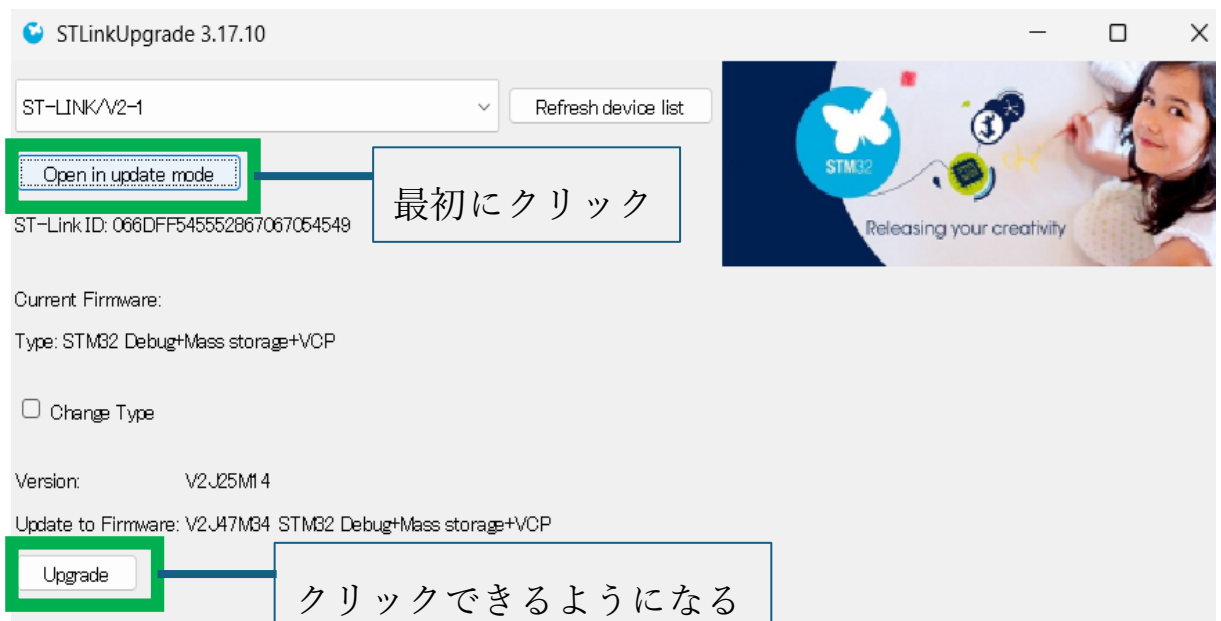 STLinkUpgrade 3.17.10
ST-LINK/V2-1
Refresh device list
Open in update mode
最初にクリック
STM32
Releasing your creativity
ST-Link ID: 066DFF545552867067054549
Current Firmware:
Type: STM32 Debug+Mass storage+VCP
Change Type
Version: V2J25M14
Update to Firmware: V2J47M34 STM32 Debug+Mass storage+VCP
Upgrade
クリックできるようになる